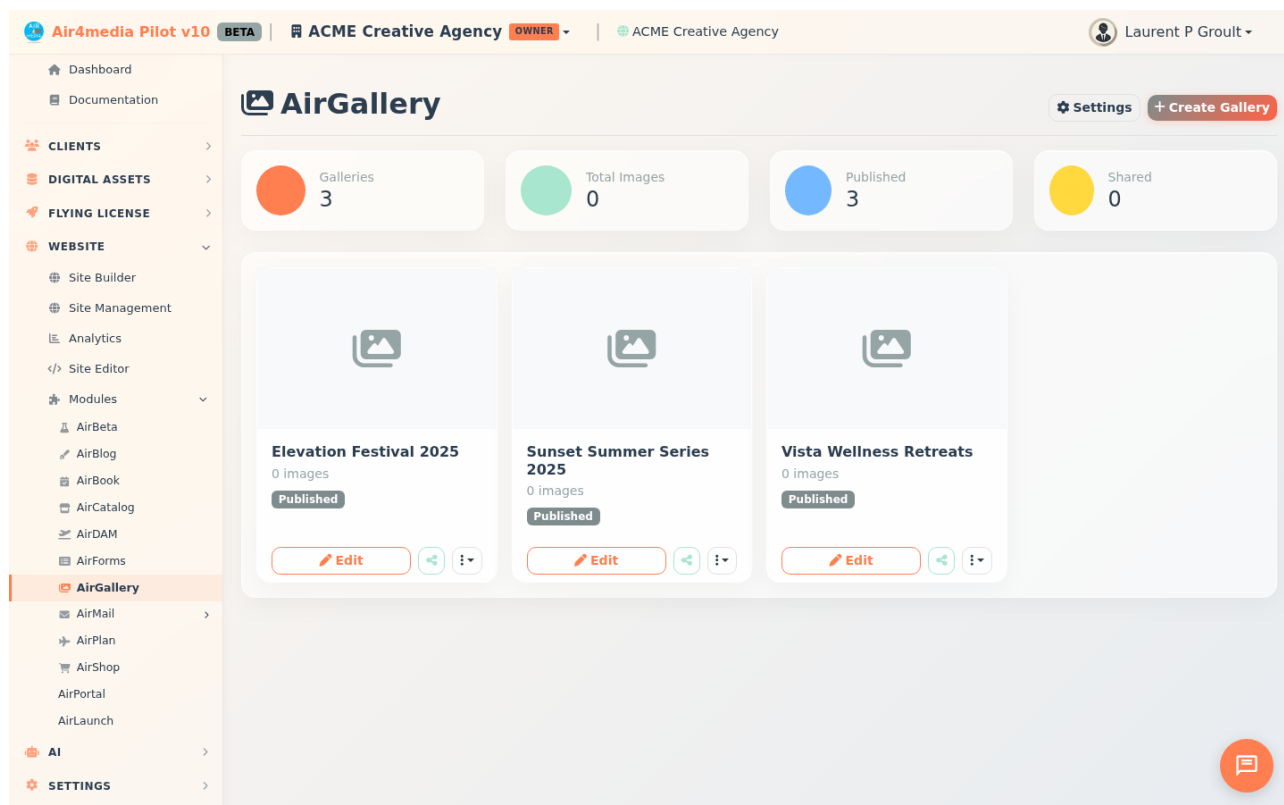 Air4media Pilot v10 BETA
ACME Creative Agency OWNER
ACME Creative Agency
Laurent P Groult
Dashboard
Documentation
CLIENTS
DIGITAL ASSETS
FLYING LICENSE
WEBSITE
Site Builder
Site Management
Analytics
Site Editor
Modules
AirBeta
AirBlog
AirBook
AirCatalog
AirDAM
AirForms
AirGallery
AirMail
AirPlan
AirShop
AirPortal
AirLaunch
AI
SETTINGS
AirGallery
Settings
Create Gallery
Galleries
3
Total Images
0
Published
3
Shared
0
Elevation Festival 2025
0 images
Published
Edit
Sunset Summer Series
2025
0 images
Published
Edit
Vista Wellness Retreats
0 images
Published
Edit